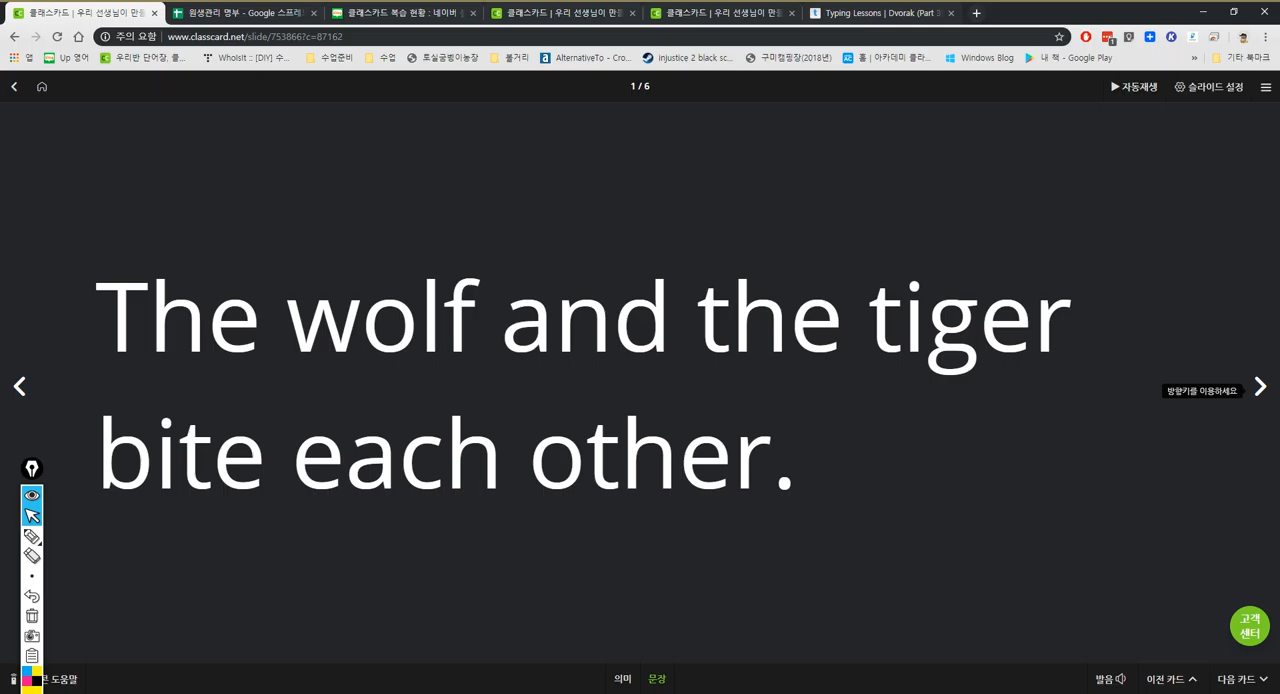 클래스카드 | 우리 선생님이 만든
원생관리 명부 - Google 스프레
클래스카드 복습 현황 : 네이버
클래스카드 | 우리 선생님이 만든
클래스카드 | 우리 선생님이 만든
Typing Lessons | Dvorak (Part 3
주의 요함
www.classcard.net/slide/753866?c=87162
앱
Up 영어
우리반 단어장, 클...
WhoIst :: [DIY] 수...
수업준비
수업
토실굼벵이농장
볼거리
AlternativeTo - Cro...
injustice 2 black sc...
구미캠핑장(2018년)
홈 | 아카데미 클라...
Windows Blog
내 책 - Google Play
»
기타 북마크
1 / 6
자동재생
슬라이드 설정
The wolf and the tiger
bite each other.
방향키를 이용하세요
고객
센터
도움말
의미
문장
발음
이전 카드
다음 카드